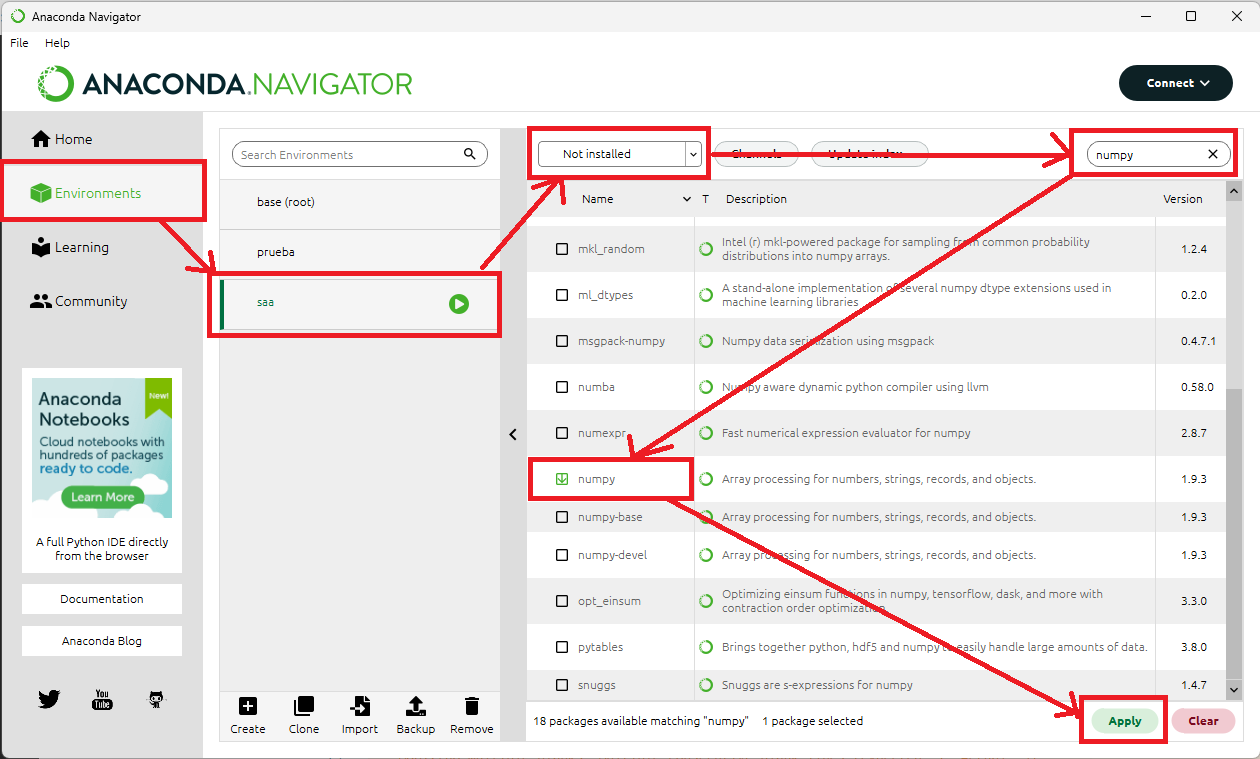 Anaconda Navigator
File Help
ANACONDA.NAVIGATOR
Connect
Home
Environments
Learning
Community
Anaconda
Notebooks
New!
Cloud notebooks with
hundreds of packages
ready to code.
Learn More
A full Python IDE directly
from the browser
Documentation
Anaconda Blog
You
Tube
Search Environments
base (root)
prueba
saa
Create Clone Import Backup Remove
Not installed Channels Update index... numpy
Name T Description Version
mkl_random Intel (r) mkl-powered package for sampling from common probability
distributions into numpy arrays. 1.2.4
ml_dtypes A stand-alone implementation of several numpy dtype extensions used in
machine learning libraries 0.2.0
msgpack-numpy Numpy data serialization using msgpack 0.4.7.1
numba Numpy aware dynamic python compiler using llvm 0.58.0
numexpr Fast numerical expression evaluator for numpy 2.8.7
numpy Array processing for numbers, strings, records, and objects. 1.9.3
numpy-base Array processing for numbers, strings, records, and objects. 1.9.3
numpy-devel Array processing for numbers, strings, records, and objects. 1.9.3
opt_einsum Optimizing einsum functions in numpy, tensorflow, dask, and more with
contraction order optimization. 3.3.0
pytables Brings together python, hdf5 and numpy to easily handle large amounts of data. 3.8.0
snuggs Snuggs are s-expressions for numpy 1.4.7
18 packages available matching "numpy" 1 package selected
Apply Clear